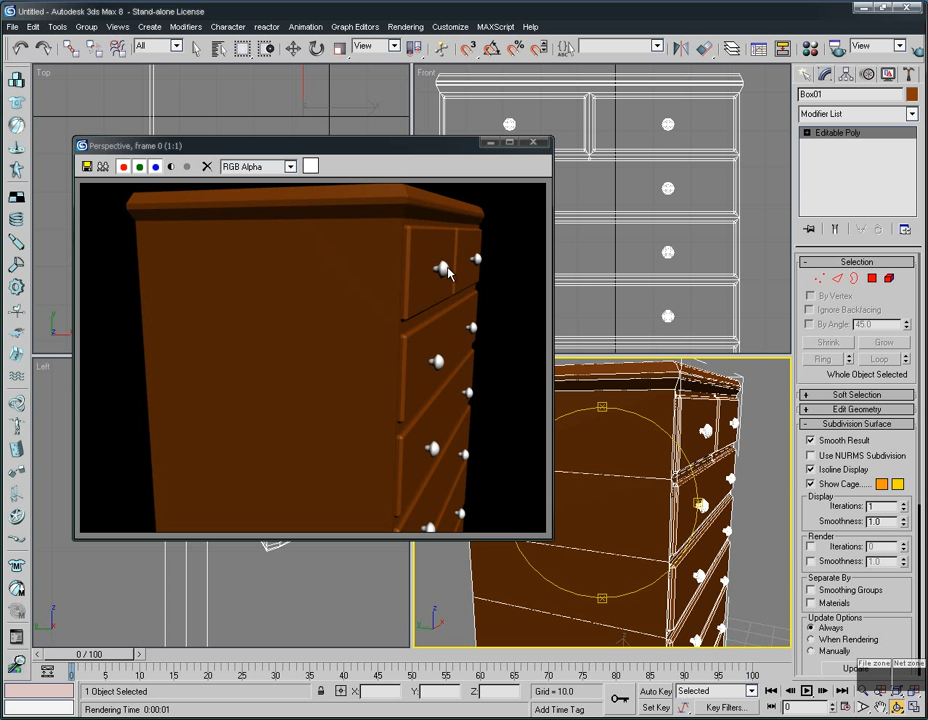 Untitled - Autodesk 3ds Max 8 - Stand-alone License
File Edit Tools Group Views Create Modifiers Character reactor Animation Graph Editors Rendering Customize MAXScript Help
All View View
Top Front
Box01
Modifier List
Perspective, frame 0 (1:1)
Editable Poly
RGB Alpha
Selection
By Vertex
Ignore Backfacing
By Angle: 45.0
Shrink Grow
Ring Loop
Left
Whole Object Selected
Soft Selection
Edit Geometry
Subdivision Surface
Smooth Result
Use NURMS Subdivision
Isoline Display
Show Cage......
Display
Iterations: 1
Smoothness: 1.0
Render
Iterations: 0
Smoothness: 1.0
Separate By
Smoothing Groups
Materials
Update Options
Always
When Rendering
Manually
File zone Net zone
Update
0 / 100
0 5 10 15 20 25 30 35 40 45 50 55 60 65 70 75 80 85 90 95 100
1 Object Selected X: Y: Z: Grid = 10.0 Auto Key Selected
Rendering Time 0:00:01 Add Time Tag Set Key Key Filters... 0